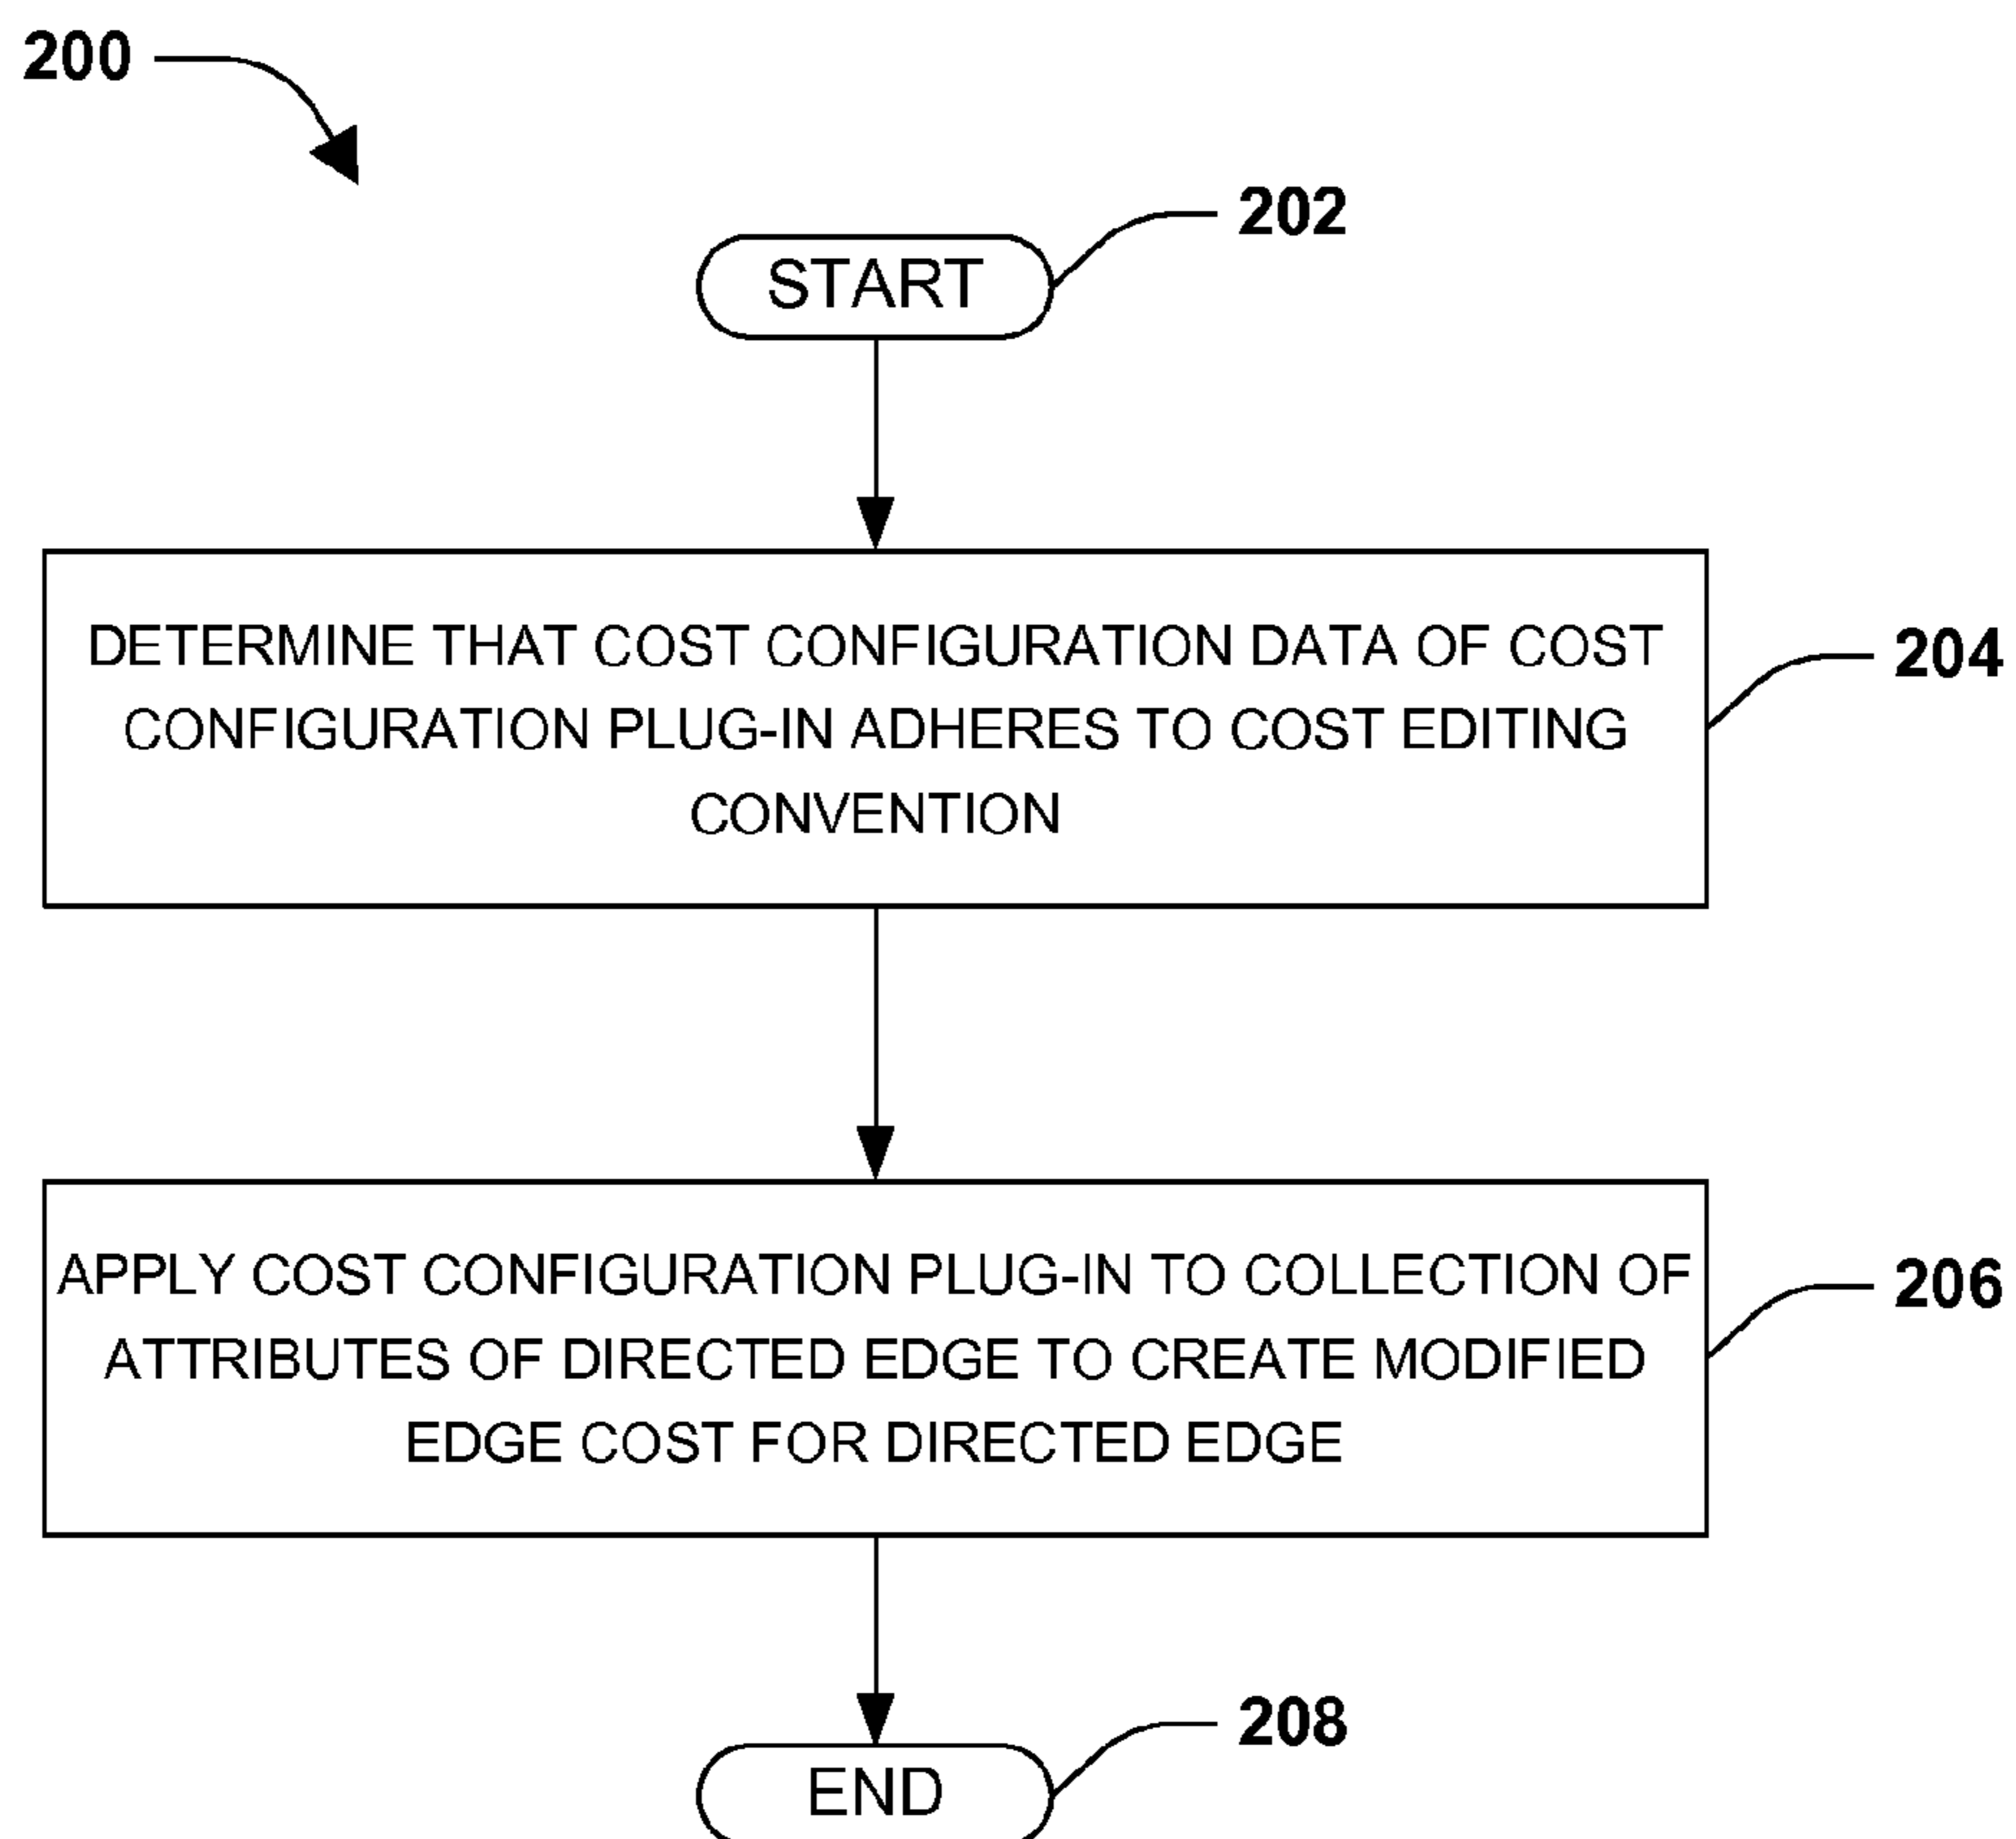 200
202
START
DETERMINE THAT COST CONFIGURATION DATA OF COST
CONFIGURATION PLUG-IN ADHERES TO COST EDITING
CONVENTION
204
APPLY COST CONFIGURATION PLUG-IN TO COLLECTION OF
ATTRIBUTES OF DIRECTED EDGE TO CREATE MODIFIED
EDGE COST FOR DIRECTED EDGE
206
208
END